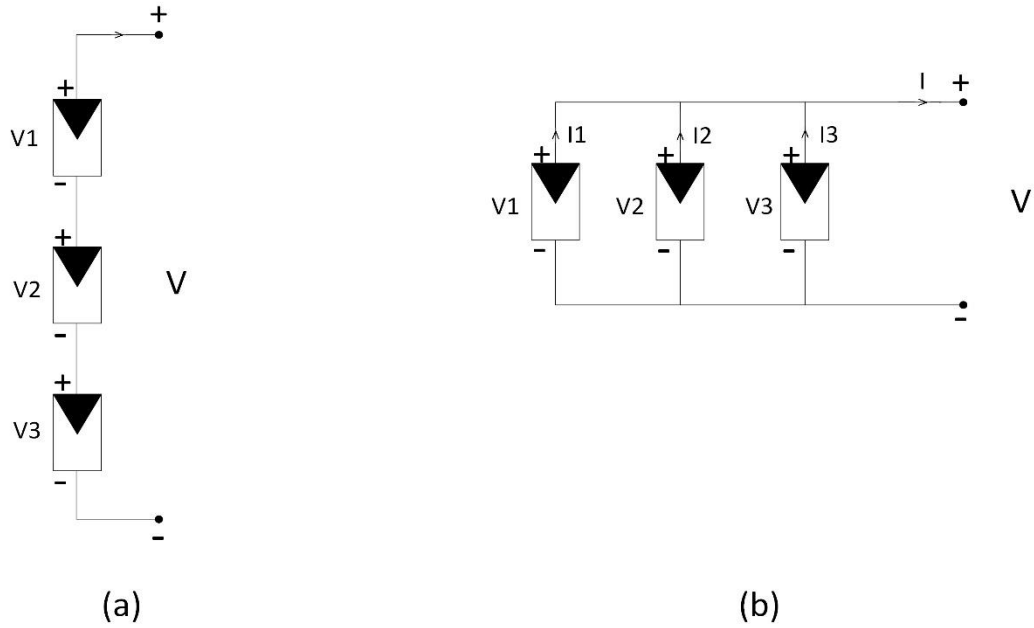 +
+
V1
-
+
V2
-
V
+
V3
-
-
(a)
I
+
I1
I2
I3
+
+
+
V1
V2
V3
V
-
-
-
-
(b)